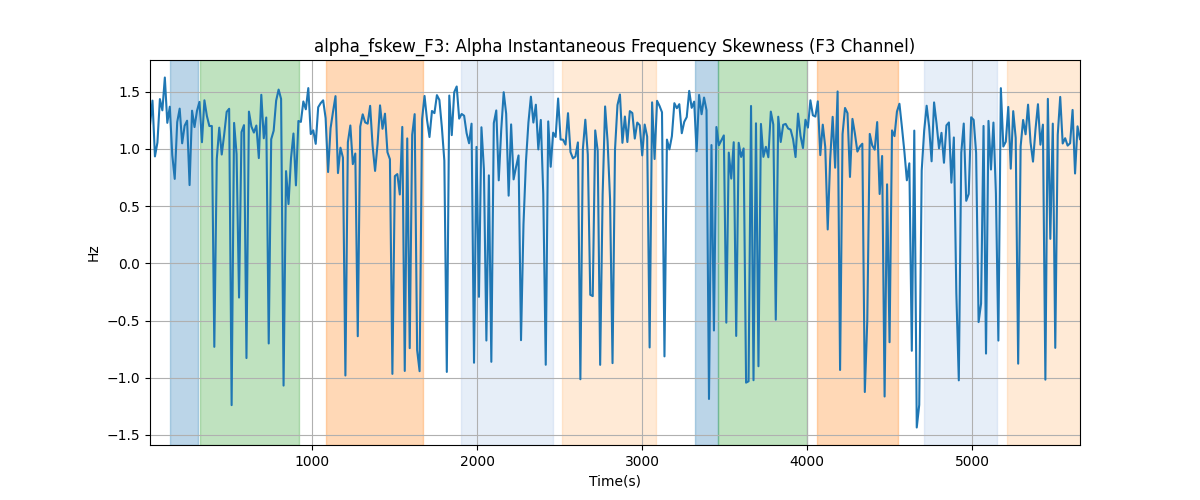 alpha_fskew_F3: Alpha Instantaneous Frequency Skewness (F3 Channel)
1.5
1.0
0.5
0.0
−0.5
−1.0
−1.5
Hz
1000 2000 3000 4000 5000
Time(s)